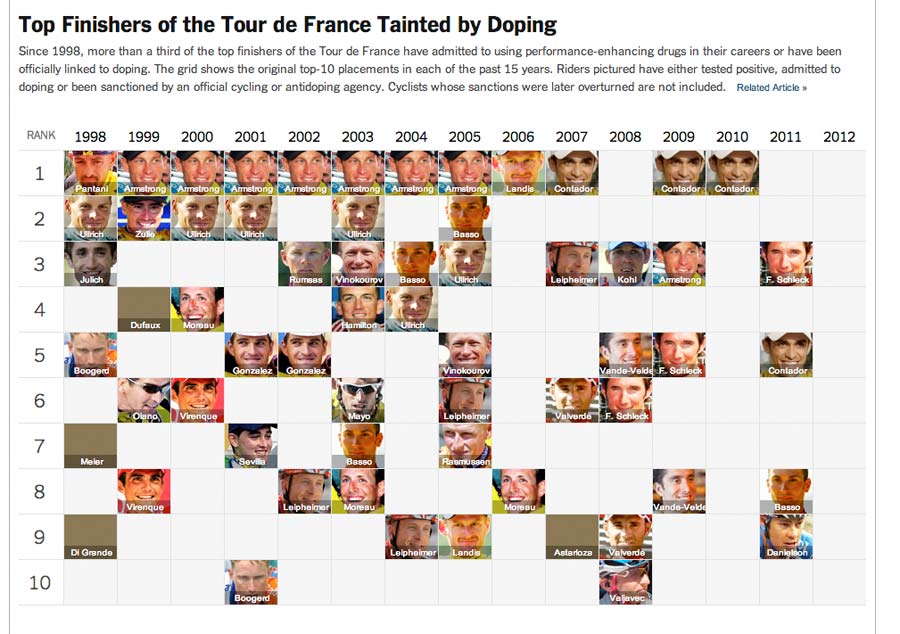 Top Finishers of the Tour de France Tainted by Doping
Since 1998, more than a third of the top finishers of the Tour de France have admitted to using performance-enhancing drugs in their careers or have been
officially linked to doping. The grid shows the original top-10 placements in each of the past 15 years. Riders pictured have either tested positive, admitted to
doping or been sanctioned by an official cycling or antidoping agency. Cyclists whose sanctions were later overturned are not included. Related Article »
RANK 1998 1999 2000 2001 2002 2003 2004 2005 2006 2007 2008 2009 2010 2011 2012
1 Pantani Armstrong Armstrong Armstrong Armstrong Armstrong Armstrong Armstrong Landis Contador Contador Contador
2 Ullrich Zulle Ullrich Ullrich Ullrich Basso
3 Julich Rumsas Vinokourov Basso Ullrich Leipheimer Kohl Armstrong F. Schleck
4 Dufaux Moreau Hamilton Ullrich
5 Boogerd Gonzalez Gonzalez Vinokourov Vande-Velde F. Schleck Contador
6 Olano Virenque Mayo Leipheimer Valverde F. Schleck
7 Meier Sevilla Basso Rasmussen
8 Virenque Leipheimer Moreau Moreau Vande-Velde Basso
9 Di Grande Leipheimer Landis Astarloza Valverde Danielson
10 Boogerd Valjavec